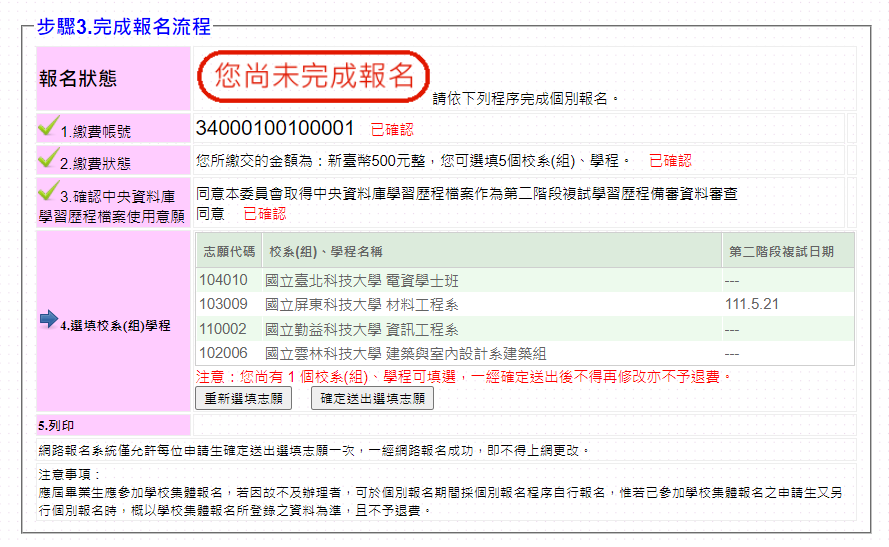 步驟3.完成報名流程
報名狀態
您尚未完成報名 請依下列程序完成個別報名。
1.繳費帳號 34000100100001 已確認
2.繳費狀態 您所繳交的金額為：新臺幣500元整，您可選填5個校系(組)、學程。 已確認
3.確認中央資料庫
學習歷程檔案使用意願
同意本委員會取得中央資料庫學習歷程檔案作為第二階段複試學習歷程備審資料審查
同意 已確認
4.選填校系(組)學程
志願代碼 校系(組)、學程名稱 第二階段複試日期
104010 國立臺北科技大學 電資學士班 ---
103009 國立屏東科技大學 材料工程系 111.5.21
110002 國立勤益科技大學 資訊工程系 ---
102006 國立雲林科技大學 建築與室內設計系建築組 ---
注意：您尚有 1 個校系(組)、學程可填選，一經確定送出後不得再修改亦不予退費。
重新選填志願 確定送出選填志願
5.列印
網路報名系統僅允許每位申請生確定送出選填志願一次，一經網路報名成功，即不得上網更改。
注意事項：
應屆畢業生應參加學校集體報名，若因故不及辦理者，可於個別報名期間採個別報名程序自行報名，惟若已參加學校集體報名之申請生又另
行個別報名時，概以學校集體報名所登錄之資料為準，且不予退費。